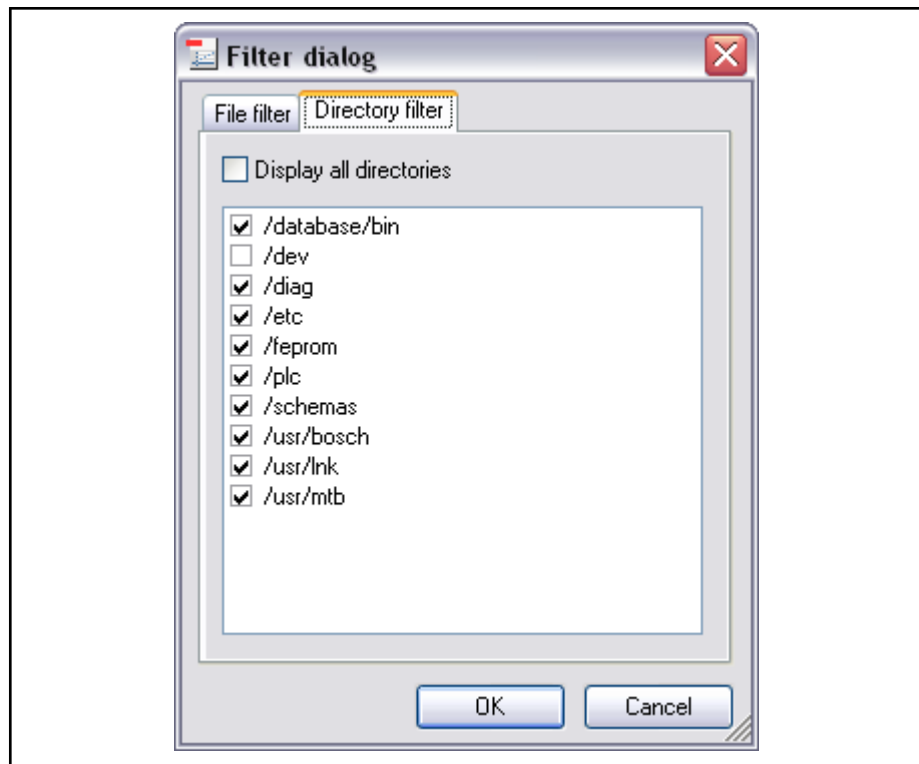 Filter dialog
File filter
Directory filter
Display all directories
/database/bin
/dev
/diag
/etc
/feprom
/plc
/schemas
/usr/bosch
/usr/lnk
/usr/mtb
OK
Cancel